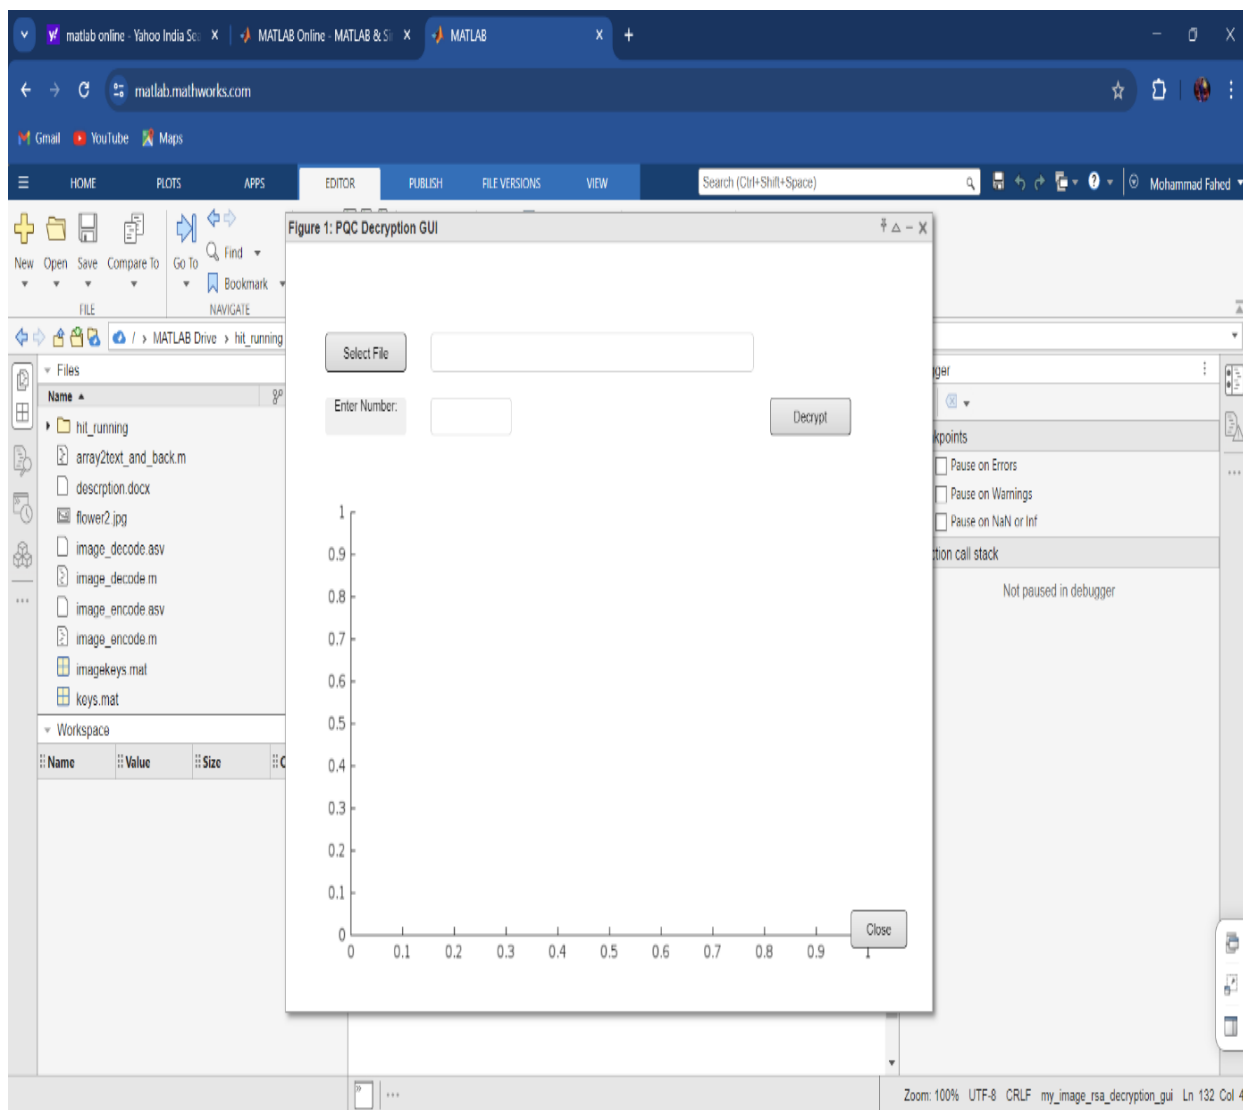 matlab online - Yahoo India Sea
MATLAB Online - MATLAB & Si
MATLAB
matlab.mathworks.com
Gmail YouTube Maps
HOME PLOTS APPS EDITOR PUBLISH FILE VERSIONS VIEW
Search (Ctrl+Shift+Space)
Mohammad Fahed
New Open Save Compare To Go To Find
Bookmark
FILE NAVIGATE
/ > MATLAB Drive > hit_running
Files
Name
hit_running
array2text_and_back.m
descrption.docx
flower2.jpg
image_decode.asv
image_decode.m
image_encode.asv
image_encode.m
imagekeys.mat
keys.mat
Workspace
Name Value Size C
Figure 1: PQC Decryption GUI
Select File
Enter Number:
Decrypt
1
0.9
0.8
0.7
0.6
0.5
0.4
0.3
0.2
0.1
0
0 0.1 0.2 0.3 0.4 0.5 0.6 0.7 0.8 0.9 1
Close
gger
kpoints
Pause on Errors
Pause on Warnings
Pause on NaN or Inf
ction call stack
Not paused in debugger
Zoom: 100% UTF-8 CRLF my_image_rsa_decryption_gui Ln 132 Col 4